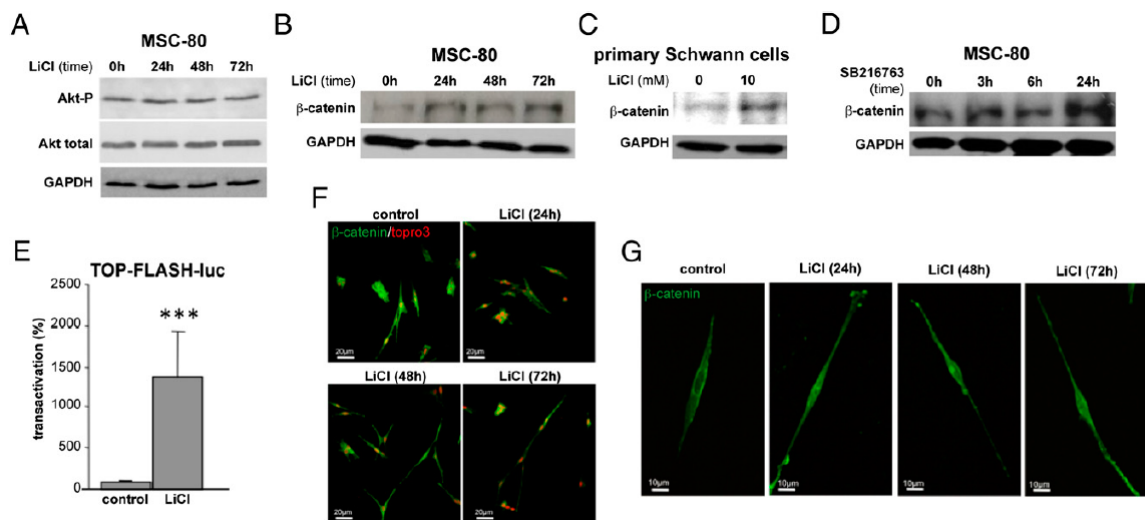 A
MSC-80
LiCl (time) 0h 24h 48h 72h
Akt-P
Akt total
GAPDH
B
MSC-80
LiCl (time) 0h 24h 48h 72h
β-catenin
GAPDH
C
primary Schwann cells
LiCl (mM) 0 10
β-catenin
GAPDH
D
MSC-80
SB216763 0h 3h 6h 24h
(time)
β-catenin
GAPDH
E
TOP-FLASH-luc
transactivation (%)
2500
2000
1500
1000
500
0
***
control LiCl
F
control LiCl (24h)
β-catenin/topro3
20µm 20µm
LiCl (48h) LiCl (72h)
20µm 20µm
G
control LiCl (24h) LiCl (48h) LiCl (72h)
β-catenin
10µm 10µm 10µm 10µm